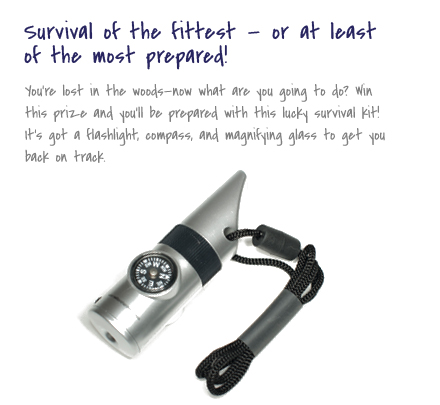 Survival of the fittest – or at least
of the most prepared!
You're lost in the woods–now what are you going to do? Win
this prize and you'll be prepared with this lucky survival kit!
It's got a flashlight, compass, and magnifying glass to get you
back on track.